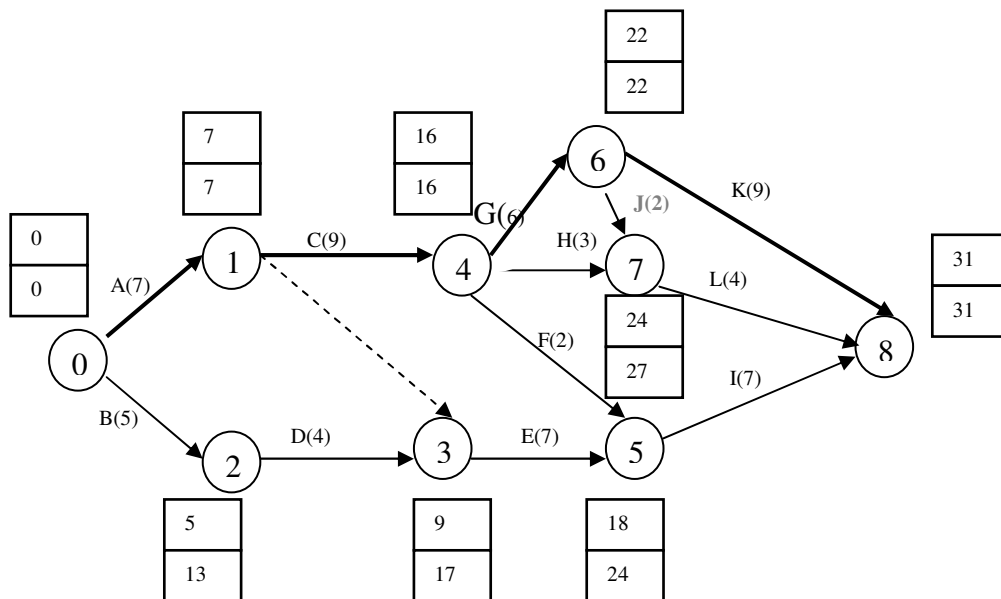 22
22
7
7
16
16
6
K(9)
J(2)
G(6)
0
0
1
C(9)
4
H(3)
7
31
31
A(7)
L(4)
24
27
F(2)
0
8
B(5)
I(7)
2
D(4)
3
E(7)
5
5
13
9
17
18
24